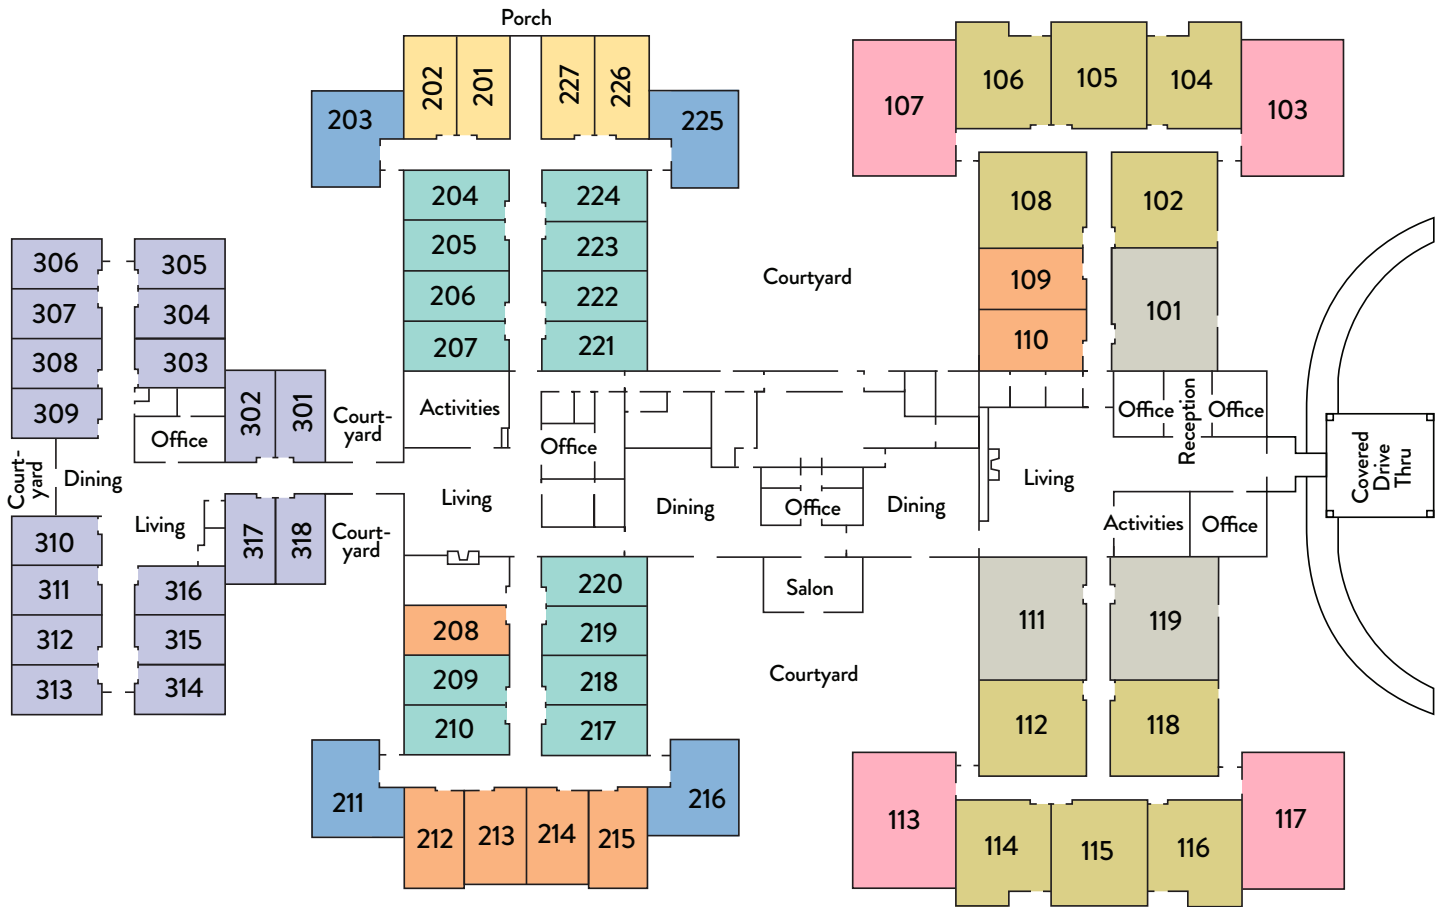 Porch
202
201
227
226
203
225
204
224
205
223
206
222
207
221
106
105
104
107
103
108
102
109
101
110
Courtyard
306
305
307
304
308
303
309
302
301
Office
Court-
yard
Court-
yard
Dining
Living
310
311
316
312
315
313
314
317
318
Court-
yard
Activities
Office
Living
Dining
Office
Dining
Living
Office
Reception
Office
Activities
Office
Covered
Drive
Thru
Salon
Courtyard
220
208
219
209
218
210
217
211
216
212
213
214
215
111
119
112
118
113
117
114
115
116